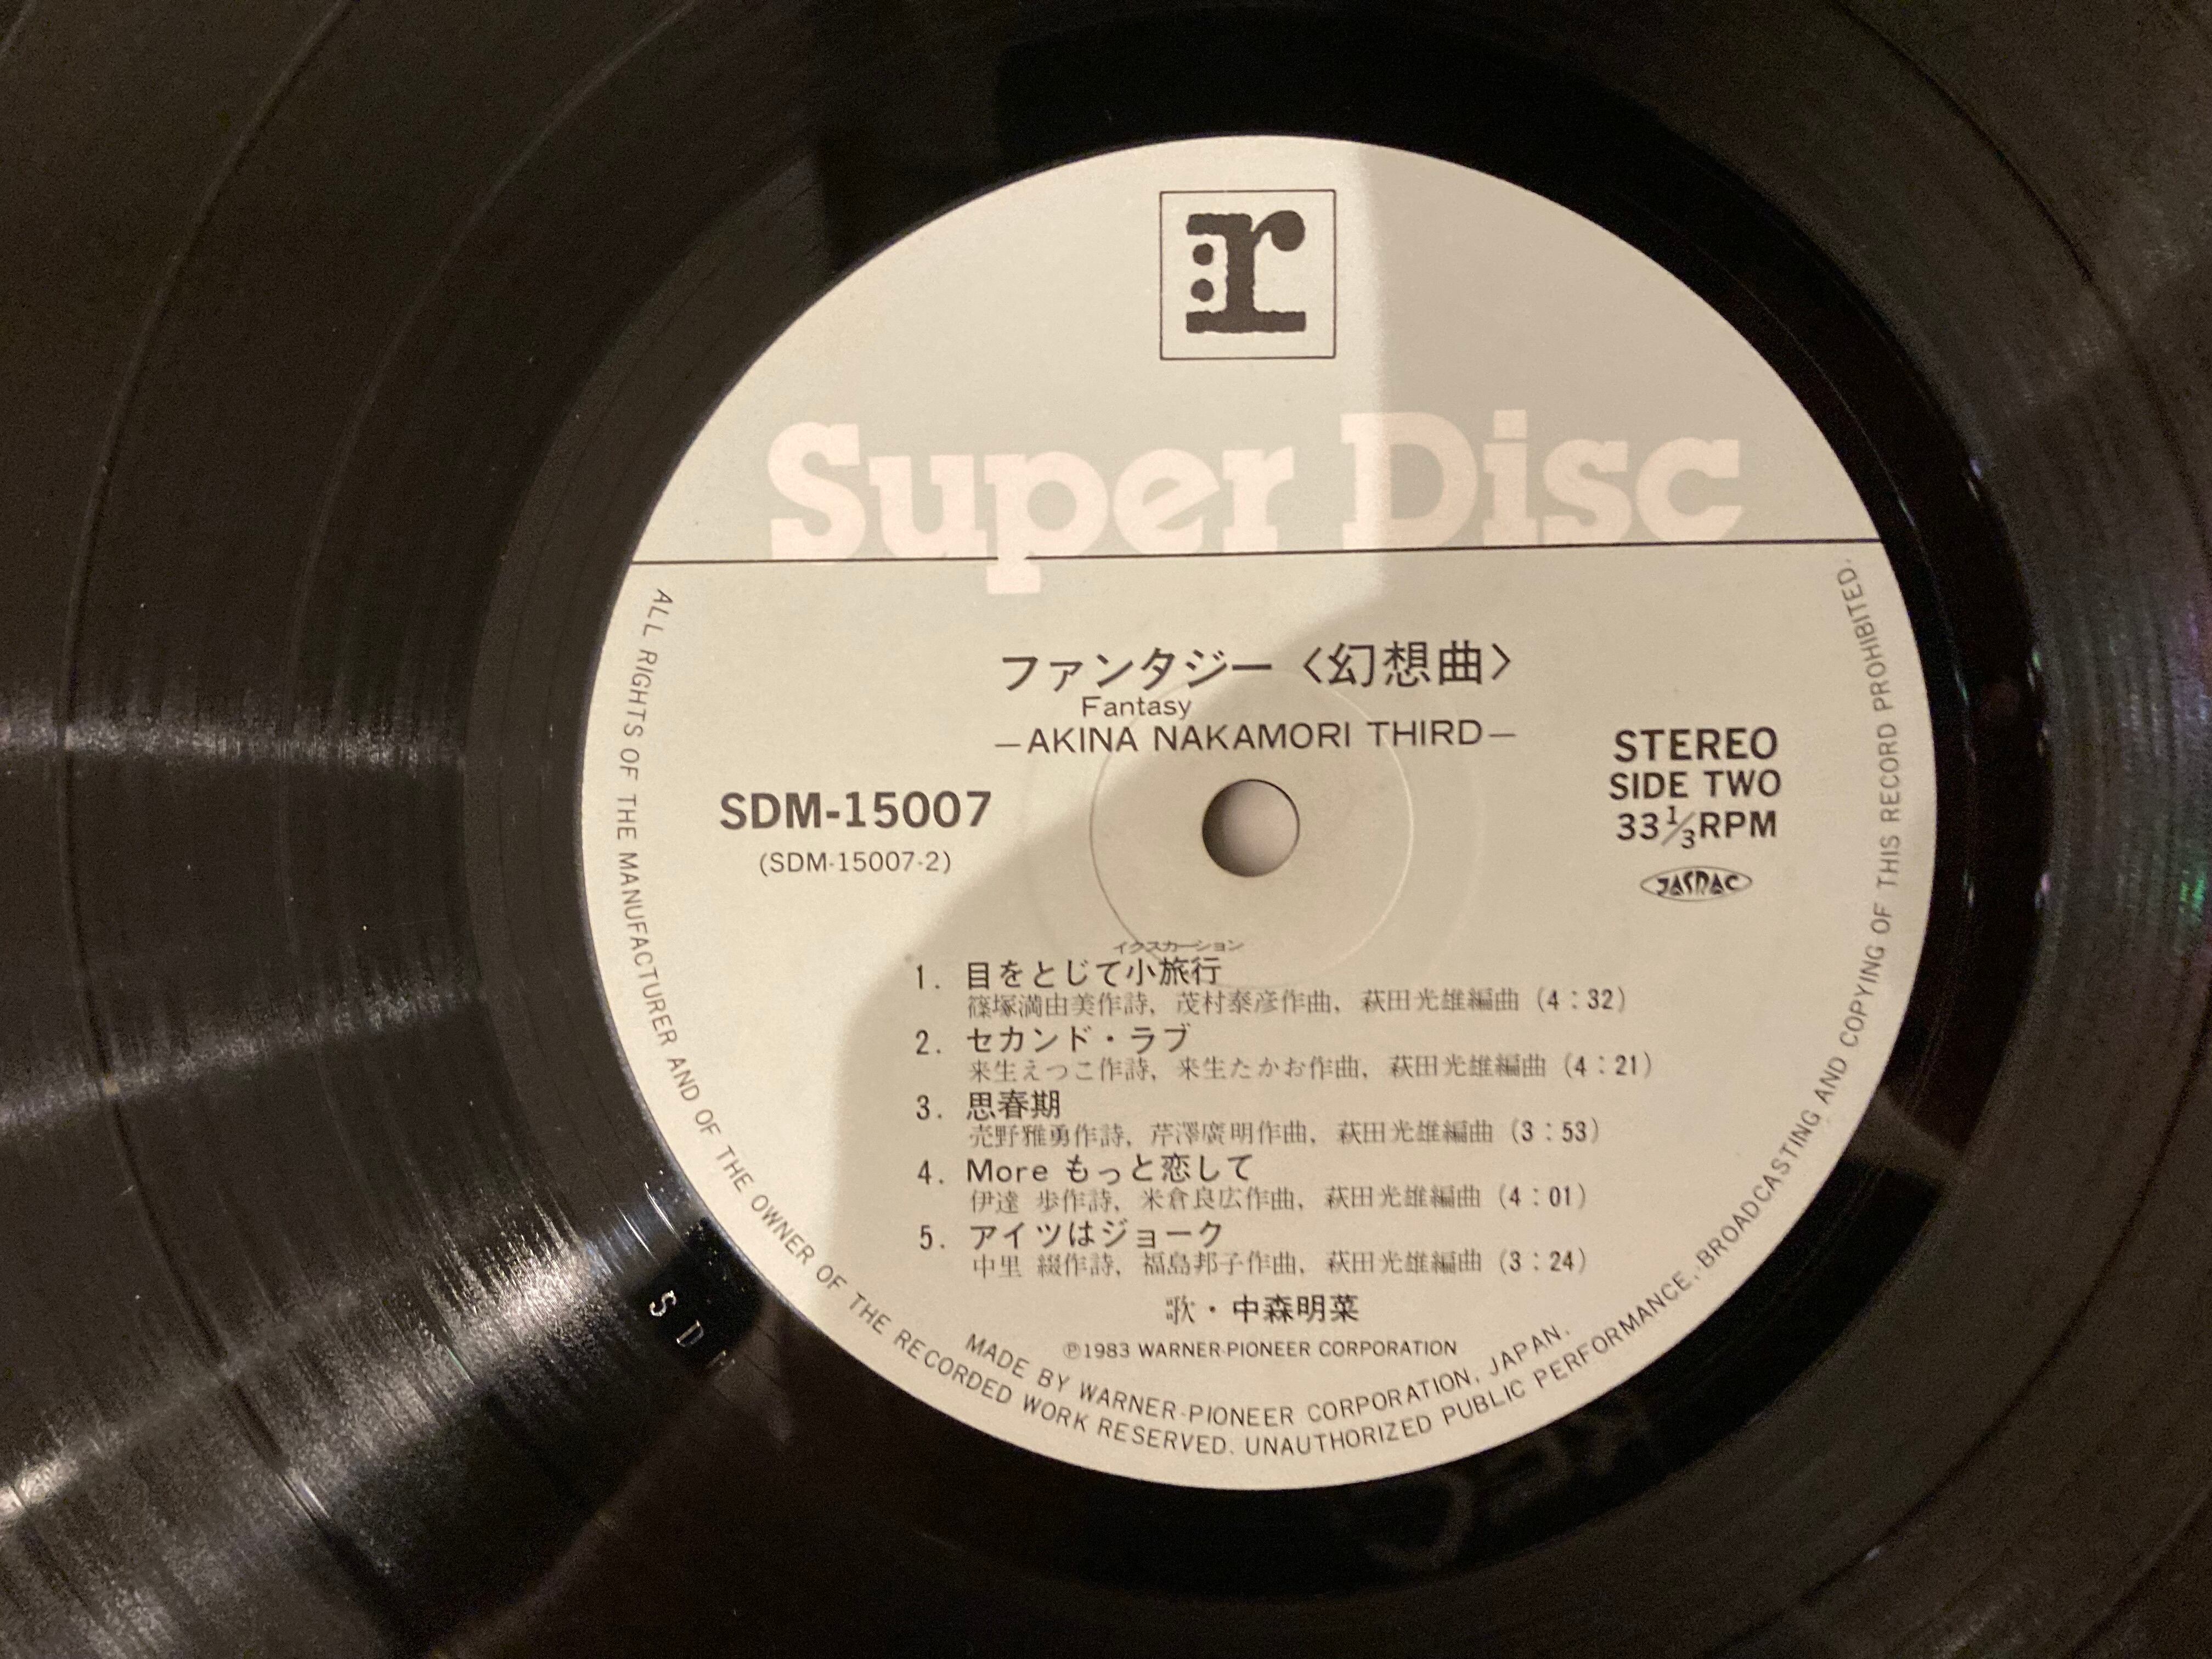 r
Super Disc
ファンタジー〈幻想曲〉
Fantasy
—AKINA NAKAMORI THIRD—
SDM-15007
(SDM-15007-2)
STEREO
SIDE TWO
33⅓RPM
JASRAC
イクスカーション
1. 目をとじて小旅行
篠塚満由美作詩, 茂村泰彦作曲, 萩田光雄編曲 (4:32)
2. セカンド・ラブ
来生えつこ作詩, 来生たかお作曲, 萩田光雄編曲 (4:21)
3. 思春期
売野雅勇作詩, 芹澤廣明作曲, 萩田光雄編曲 (3:53)
4. More もっと恋して
伊達 歩作詩, 米倉良広作曲, 萩田光雄編曲 (4:01)
5. アイツはジョーク
中里 綴作詩, 福島邦子作曲, 萩田光雄編曲 (3:24)
歌・中森明菜
Ⓟ1983 WARNER-PIONEER CORPORATION
MADE BY WARNER-PIONEER CORPORATION, JAPAN.
ALL RIGHTS OF THE MANUFACTURER AND OF THE OWNER OF THE RECORDED WORK RESERVED. UNAUTHORIZED PUBLIC PERFORMANCE, BROADCASTING AND COPYING OF THIS RECORD PROHIBITED.
S D